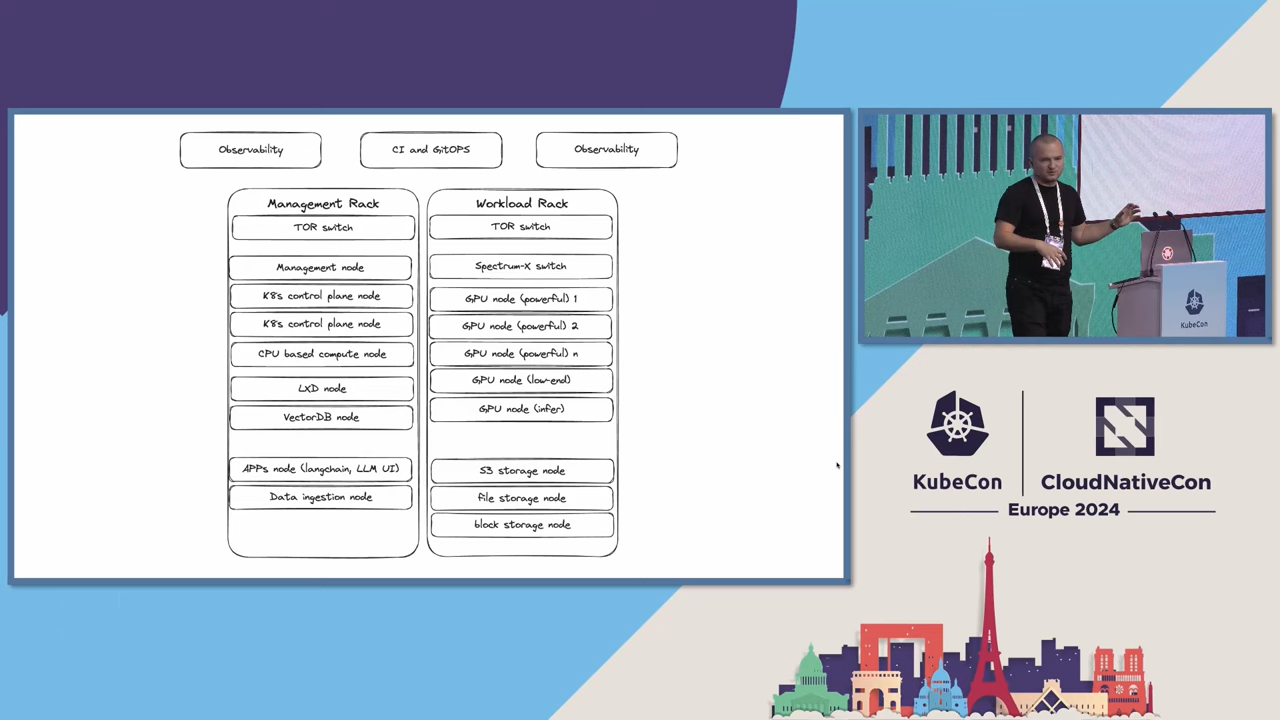 Observability
CI and GitOPS
Observability
Management Rack
TOR switch
Management node
K8s control plane node
K8s control plane node
CPU based compute node
LXD node
VectorDB node
APPs node (langchain, LLM UI)
Data ingestion node
Workload Rack
TOR switch
Spectrum-X switch
GPU node (powerful) 1
GPU node (powerful) 2
GPU node (powerful) n
GPU node (low-end)
GPU node (infer)
S3 storage node
file storage node
block storage node
KubeCon
KubeCon
CloudNativeCon
Europe 2024